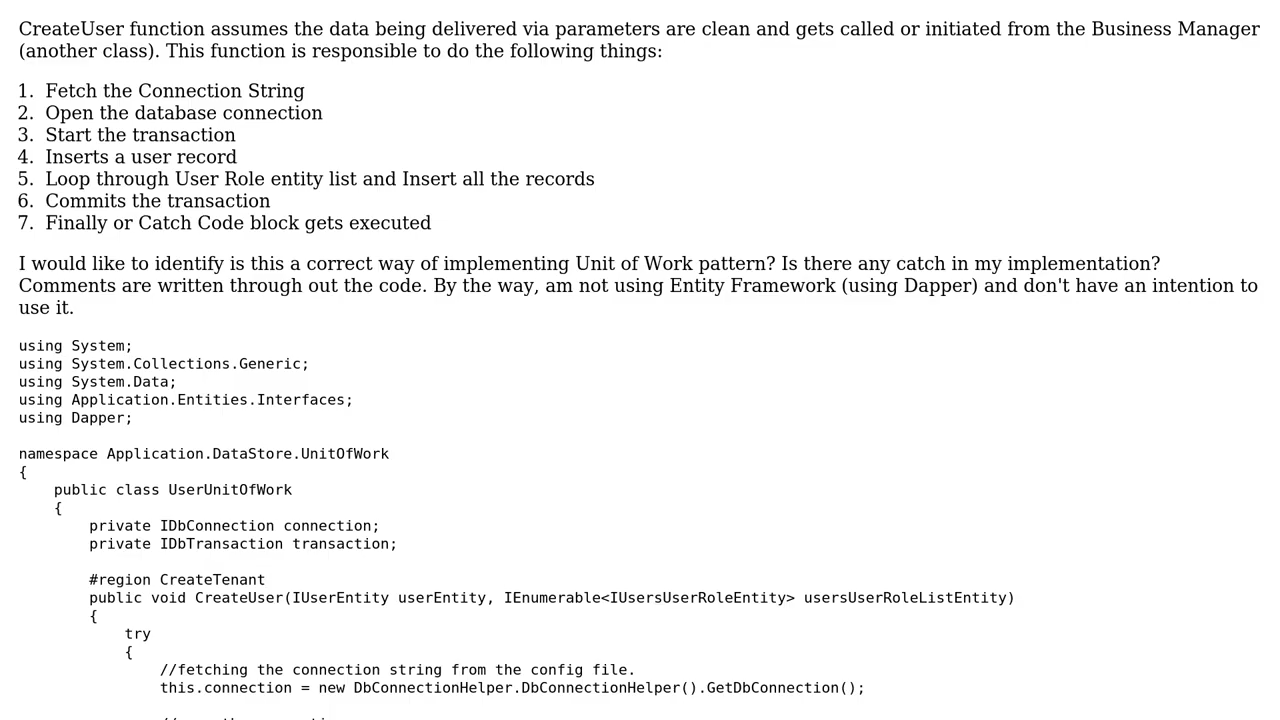 CreateUser function assumes the data being delivered via parameters are clean and gets called or initiated from the Business Manager
(another class). This function is responsible to do the following things:
1. Fetch the Connection String
2. Open the database connection
3. Start the transaction
4. Inserts a user record
5. Loop through User Role entity list and Insert all the records
6. Commits the transaction
7. Finally or Catch Code block gets executed
I would like to identify is this a correct way of implementing Unit of Work pattern? Is there any catch in my implementation?
Comments are written through out the code. By the way, am not using Entity Framework (using Dapper) and don't have an intention to
use it.
using System;
using System.Collections.Generic;
using System.Data;
using Application.Entities.Interfaces;
using Dapper;
namespace Application.DataStore.UnitOfWork
{
    public class UserUnitOfWork
    {
        private IDbConnection connection;
        private IDbTransaction transaction;
        #region CreateTenant
        public void CreateUser(IUserEntity userEntity, IEnumerable<IUsersUserRoleEntity> usersUserRoleListEntity)
        {
            try
            {
                //fetching the connection string from the config file.
                this.connection = new DbConnectionHelper.DbConnectionHelper().GetDbConnection();